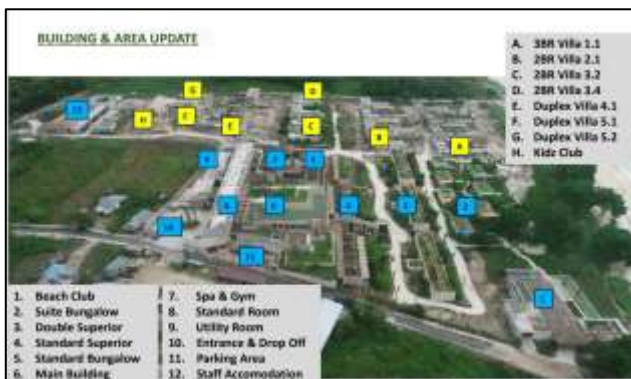 BUILDING & AREA UPDATE
A. 3BR Villa 1.1
B. 2BR Villa 2.1
C. 2BR Villa 3.2
D. 2BR Villa 3.4
E. Duplex Villa 4.1
F. Duplex Villa 5.1
G. Duplex Villa 5.2
H. Kidz Club
G
D
H
F
E
C
B
A
12
10
11
1. Beach Club
2. Suite Bungalow
3. Double Superior
4. Standard Superior
5. Standard Bungalow
6. Main Building
7. Spa & Gym
8. Standard Room
9. Utility Room
10. Entrance & Drop Off
11. Parking Area
12. Staff Accomodation